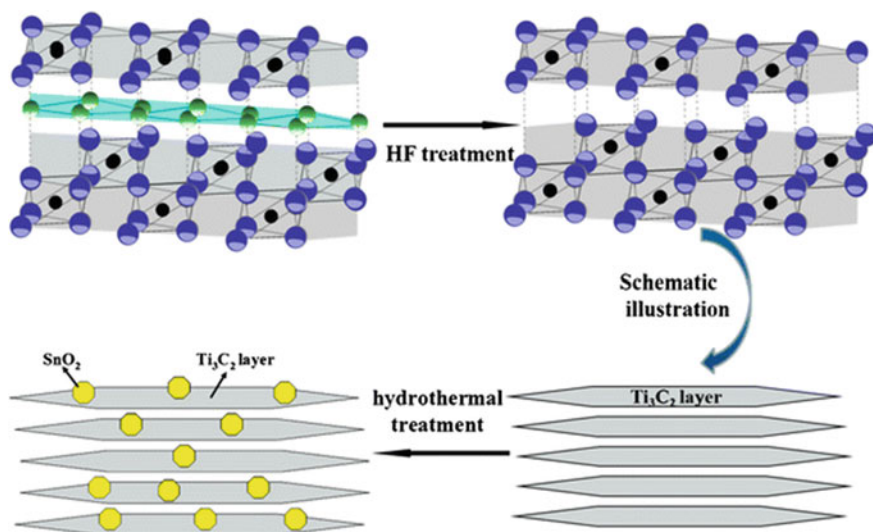 HF treatment
Schematic
illustration
SnO₂
Ti₃C₂ layer
hydrothermal
treatment
Ti₃C₂ layer